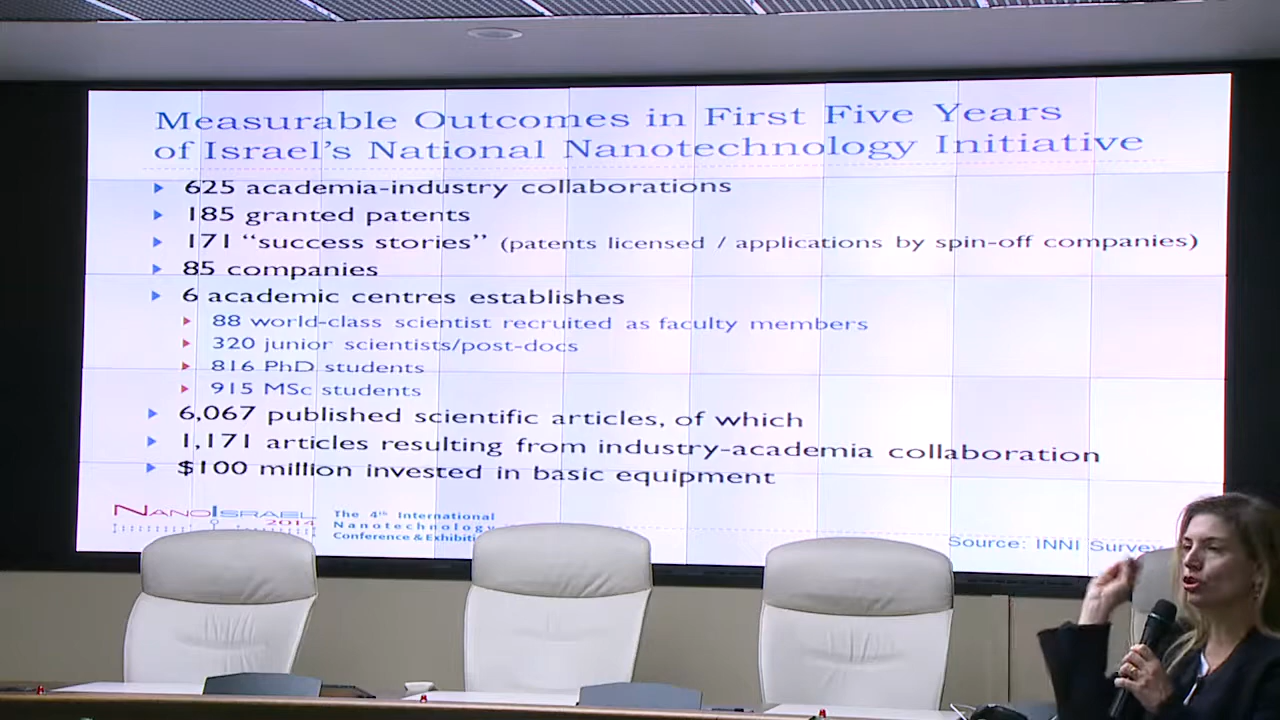 Measurable Outcomes in First Five Years
of Israel's National Nanotechnology Initiative
625 academia-industry collaborations
185 granted patents
171 “success stories” (patents licensed / applications by spin-off companies)
85 companies
6 academic centres establishes
88 world-class scientist recruited as faculty members
320 junior scientists/post-docs
816 PhD students
915 MSc students
6,067 published scientific articles, of which
1,171 articles resulting from industry-academia collaboration
$100 million invested in basic equipment
NANOISRAEL
2014
The 4th International
Nanotechnology
Conference &
Source: INNI Survey